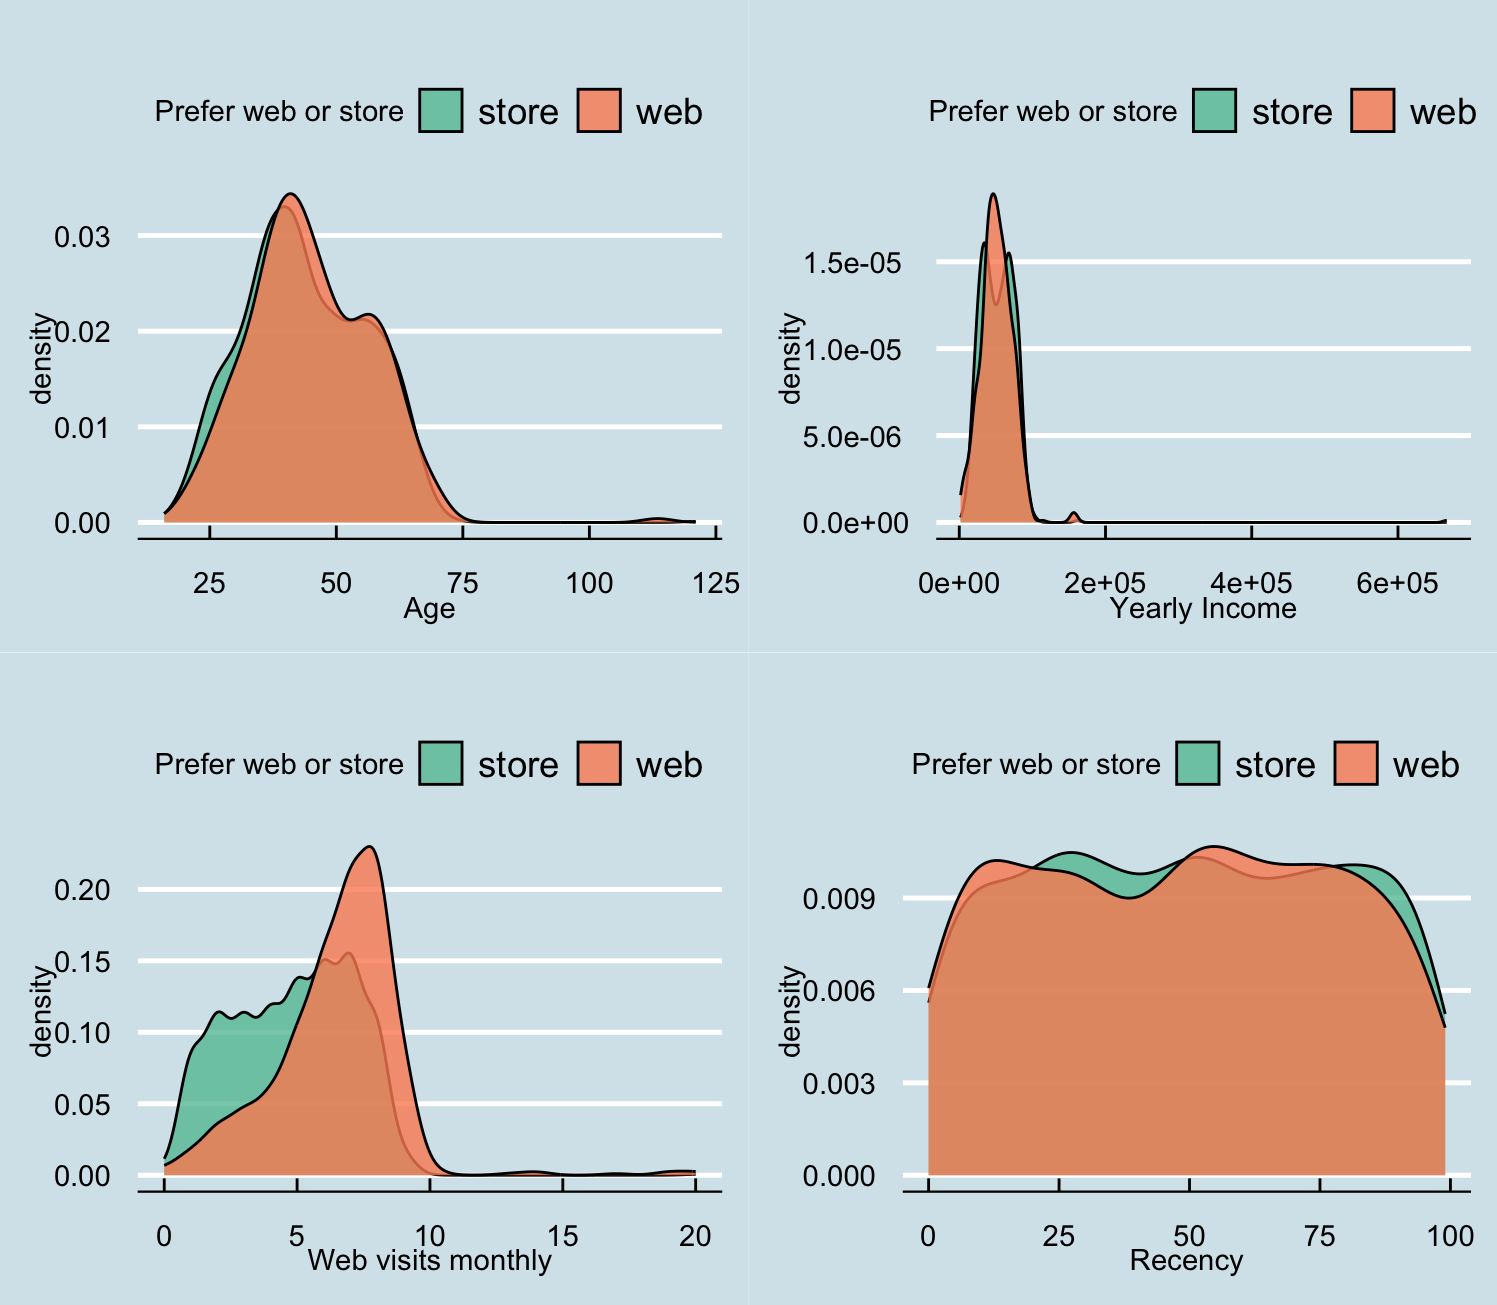 Prefer web or store store web
0.03
0.02
0.01
0.00
density
25 50 75 100 125
Age
Prefer web or store store web
1.5e-05
1.0e-05
5.0e-06
0.0e+00
density
0e+00 2e+05 4e+05 6e+05
Yearly Income
Prefer web or store store web
0.20
0.15
0.10
0.05
0.00
density
0 5 10 15 20
Web visits monthly
Prefer web or store store web
0.009
0.006
0.003
0.000
density
0 25 50 75 100
Recency